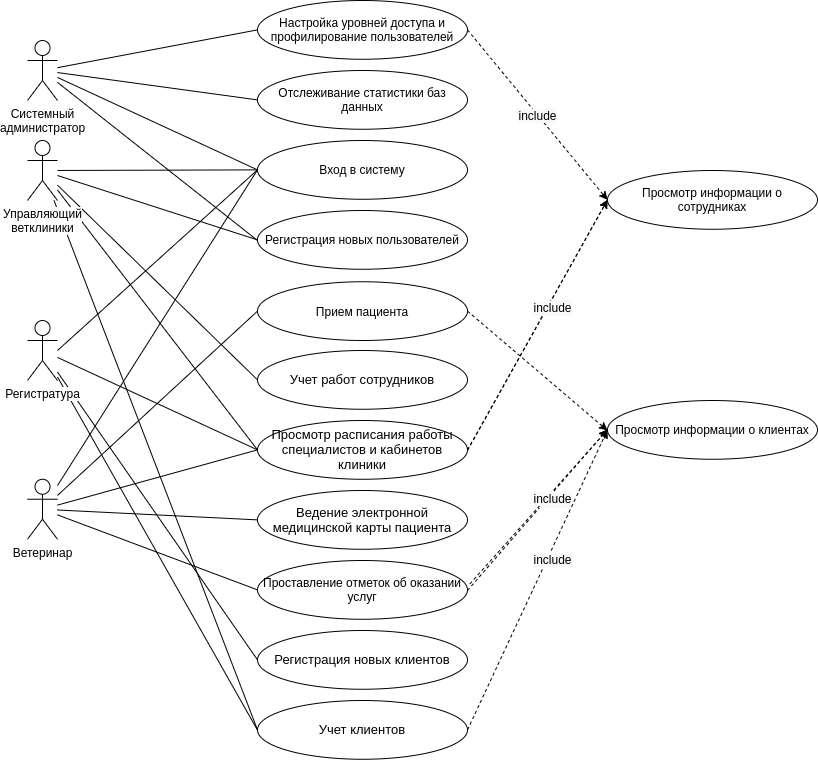 Системный
администратор
Управляющий
ветклиники
Регистратура
Ветеринар
Настройка уровней доступа и
профилирование пользователей
Отслеживание статистики баз
данных
Вход в систему
Регистрация новых пользователей
Прием пациента
Учет работ сотрудников
Просмотр расписания работы
специалистов и кабинетов
клиники
Ведение электронной
медицинской карты пациента
Проставление отметок об оказании
услуг
Регистрация новых клиентов
Учет клиентов
include
include
include
include
Просмотр информации о
сотрудниках
Просмотр информации о клиентах